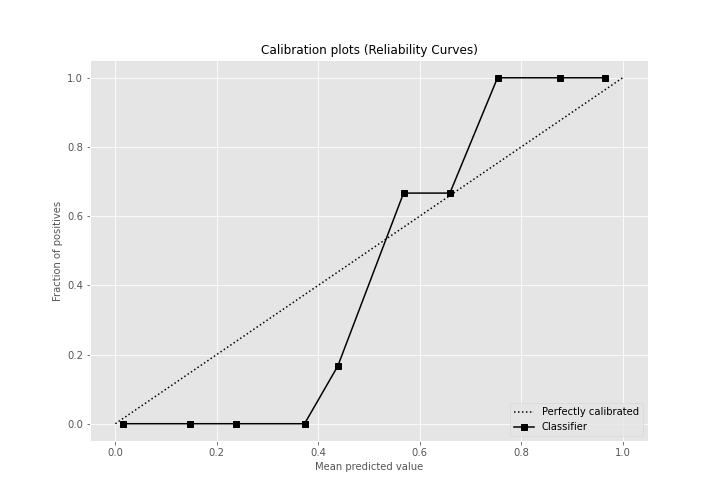 Calibration plots (Reliability Curves)
1.0
0.8
0.6
0.4
0.2
0.0
Fraction of positives
0.0 0.2 0.4 0.6 0.8 1.0
Mean predicted value
Perfectly calibrated
Classifier